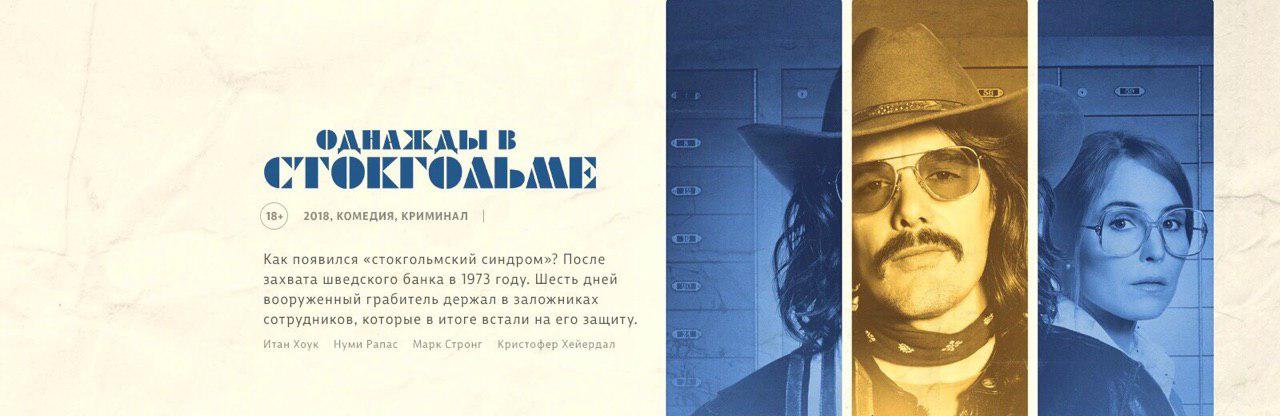 ОДНАЖДЫ В
СТОКГОЛЬМЕ
18+ 2018, КОМЕДИЯ, КРИМИНАЛ |
Как появился «стокгольмский синдром»? После
захвата шведского банка в 1973 году. Шесть дней
вооруженный грабитель держал в заложниках
сотрудников, которые в итоге встали на его защиту.
Итан Хоук Нуми Рапас Марк Стронг Кристофер Хейердал